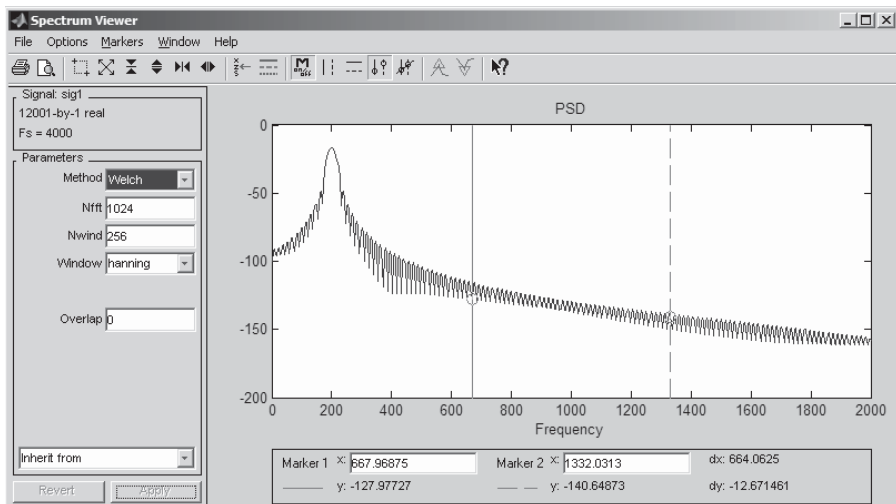 Spectrum Viewer
File Options Markers Window Help
M
on/off
Signal: sig1
12001-by-1 real
Fs = 4000
Parameters
Method Welch
Nfft 1024
Nwind 256
Window hanning
Overlap 0
Inherit from
Revert Apply
PSD
0
-50
-100
-150
-200
0 200 400 600 800 1000 1200 1400 1600 1800 2000
Frequency
Marker 1 x: 667.96875 Marker 2 x: 1332.0313 dx: 664.0625
y: -127.97727 y: -140.64873 dy: -12.671461